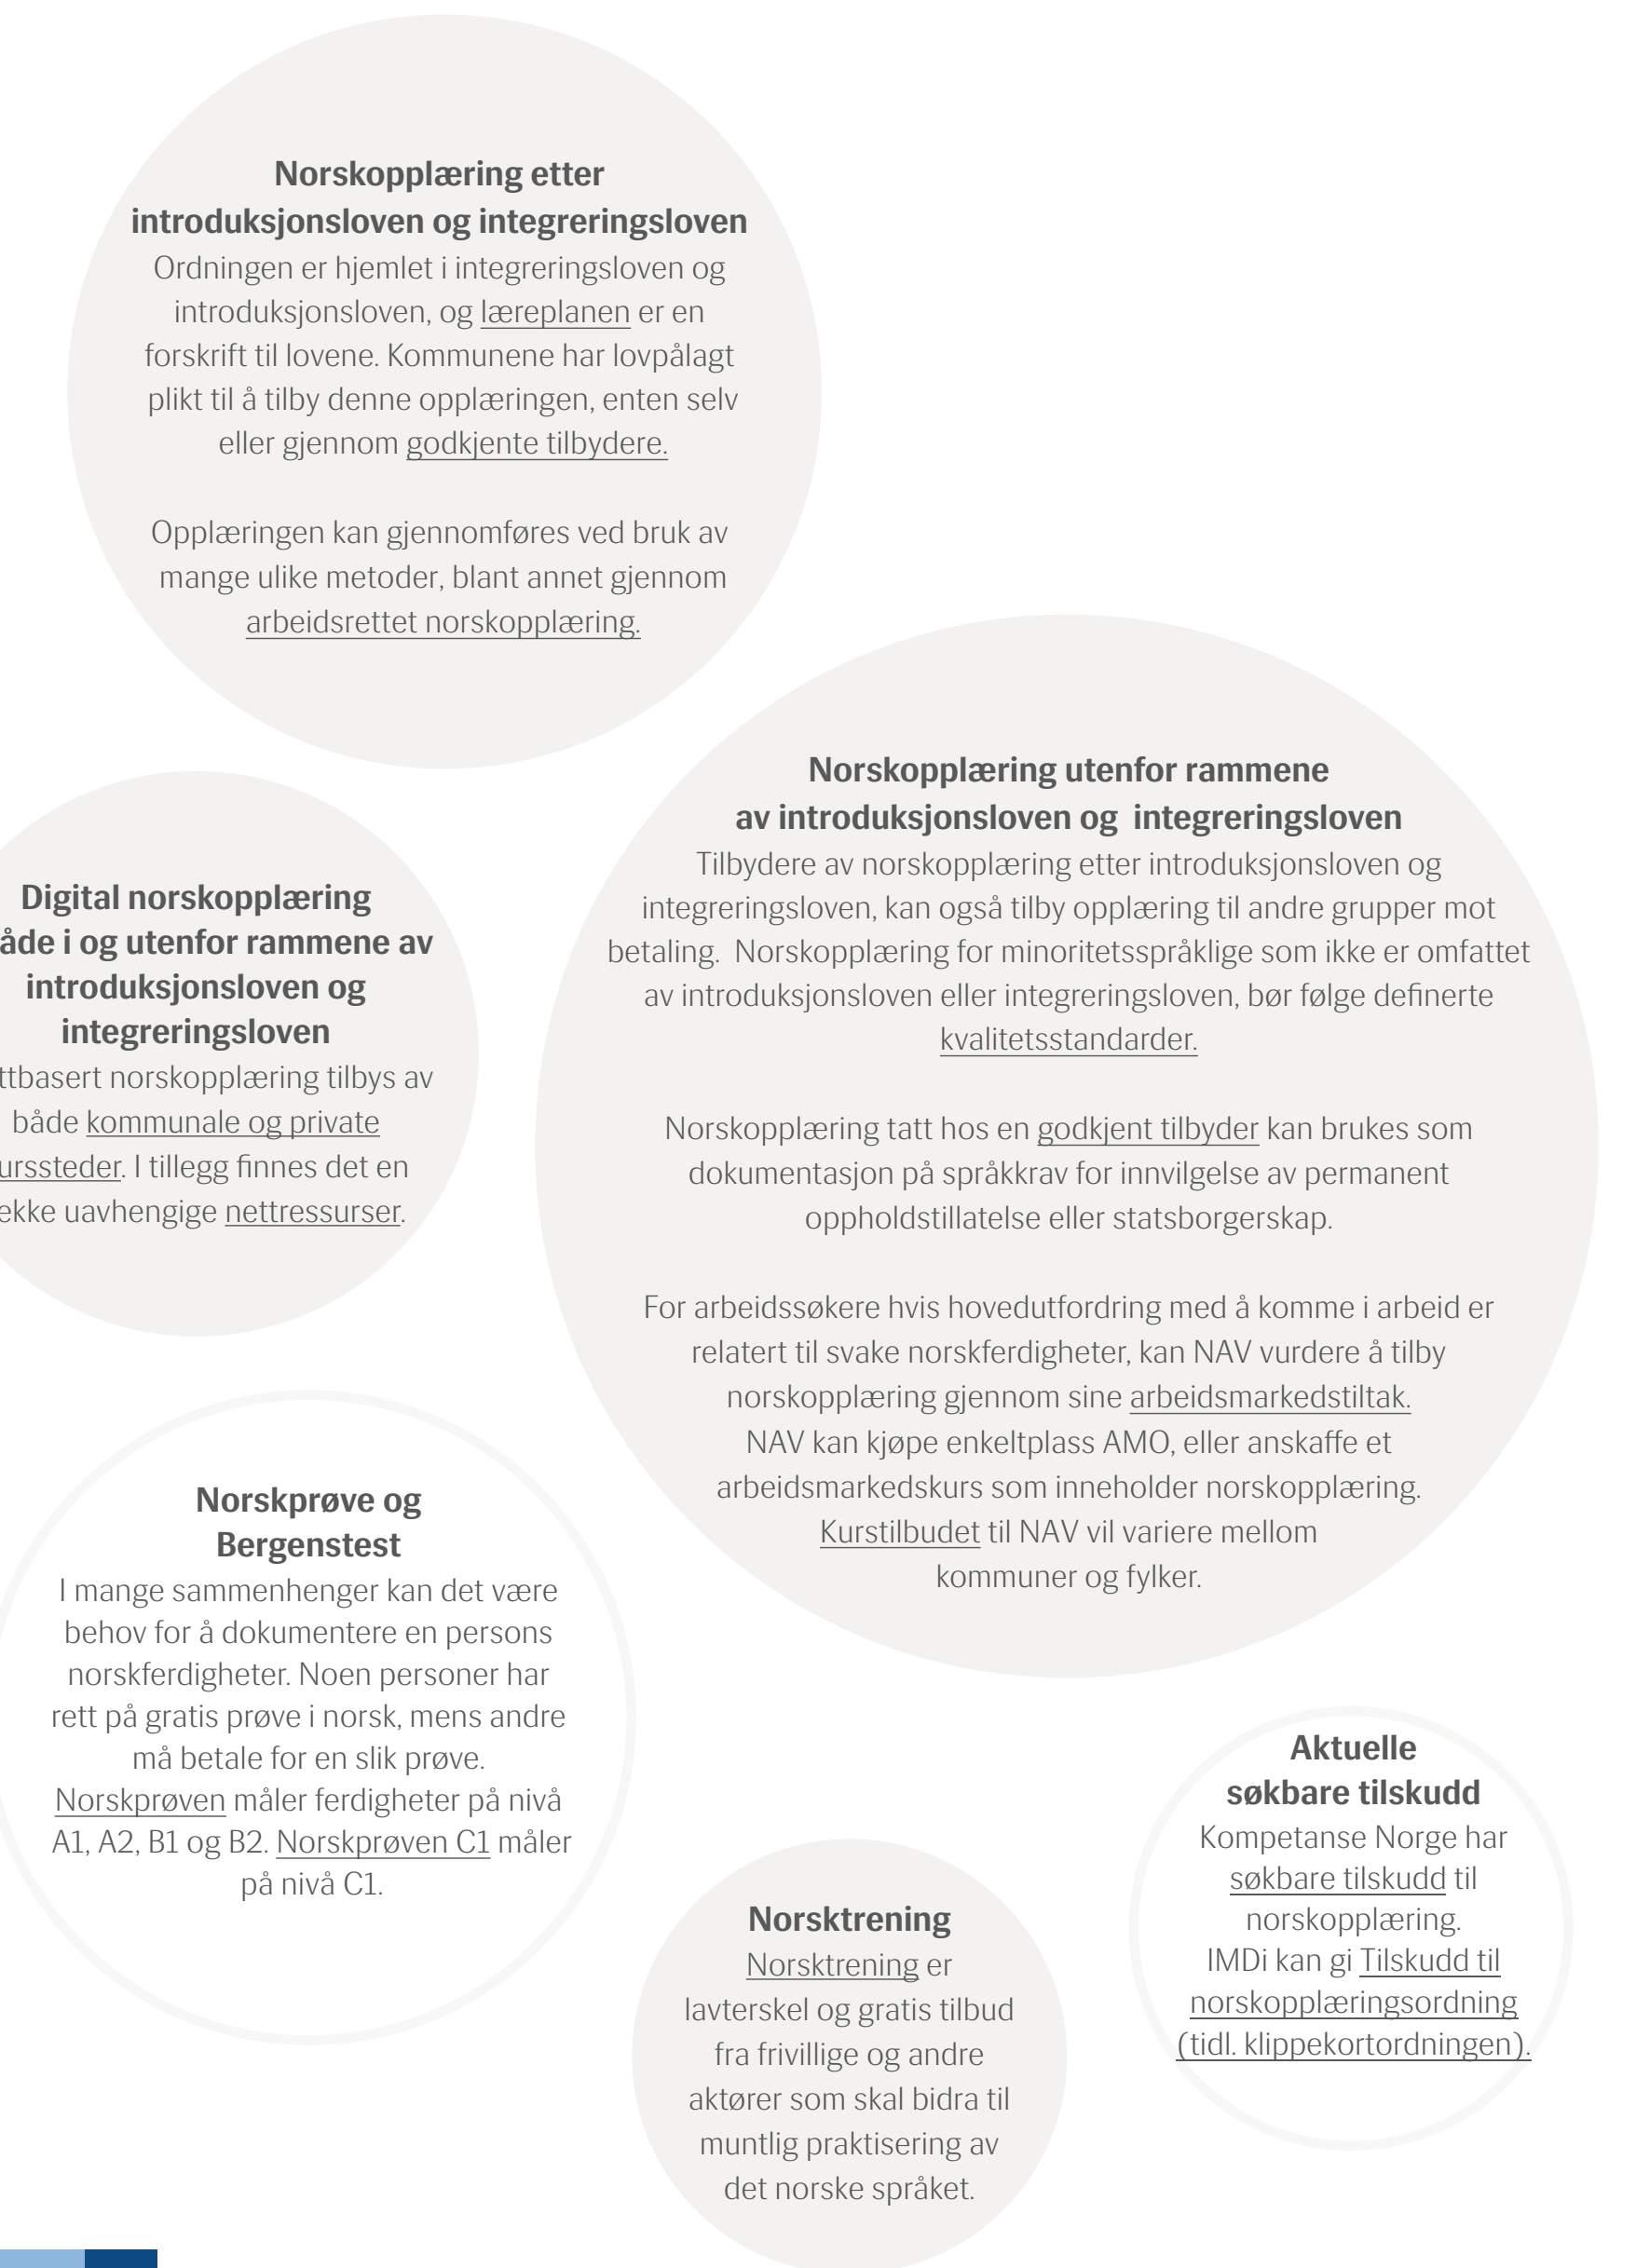 Norskopplæring etter
introduksjonsloven og integreringsloven
Ordningen er hjemlet i integreringsloven og
introduksjonsloven, og læreplanen er en
forskrift til lovene. Kommunene har lovpålagt
plikt til å tilby denne opplæringen, enten selv
eller gjennom godkjente tilbydere.
Opplæringen kan gjennomføres ved bruk av
mange ulike metoder, blant annet gjennom
arbeidsrettet norskopplæring.
Norskopplæring utenfor rammene
av introduksjonsloven og integreringsloven
Tilbydere av norskopplæring etter introduksjonsloven og
integreringsloven, kan også tilby opplæring til andre grupper mot
betaling. Norskopplæring for minoritetsspråklige som ikke er omfattet
av introduksjonsloven eller integreringsloven, bør følge definerte
kvalitetsstandarder.
Norskopplæring tatt hos en godkjent tilbyder kan brukes som
dokumentasjon på språkkrav for innvilgelse av permanent
oppholdstillatelse eller statsborgerskap.
For arbeidssøkere hvis hovedutfordring med å komme i arbeid er
relatert til svake norskferdigheter, kan NAV vurdere å tilby
norskopplæring gjennom sine arbeidsmarkedstiltak.
NAV kan kjøpe enkeltplass AMO, eller anskaffe et
arbeidsmarkedskurs som inneholder norskopplæring.
Kurstilbudet til NAV vil variere mellom
kommuner og fylker.
Digital norskopplæring
i og utenfor rammene av
introduksjonsloven og
integreringsloven
norskopplæring tilbys av
både kommunale og private
I tillegg finnes det en
uavhengige nettressurser.
Norskprøve og
Bergenstest
I mange sammenhenger kan det være
behov for å dokumentere en persons
norskferdigheter. Noen personer har
rett på gratis prøve i norsk, mens andre
må betale for en slik prøve.
Norskprøven måler ferdigheter på nivå
A1, A2, B1 og B2. Norskprøven C1 måler
på nivå C1.
Norsktrening
Norsktrening er
lavterskel og gratis tilbud
fra frivillige og andre
aktører som skal bidra til
muntlig praktisering av
det norske språket.
Aktuelle
søkbare tilskudd
Kompetanse Norge har
søkbare tilskudd til
norskopplæring.
IMDi kan gi Tilskudd til
norskopplæringsordning
(tidl. klippekortordningen).